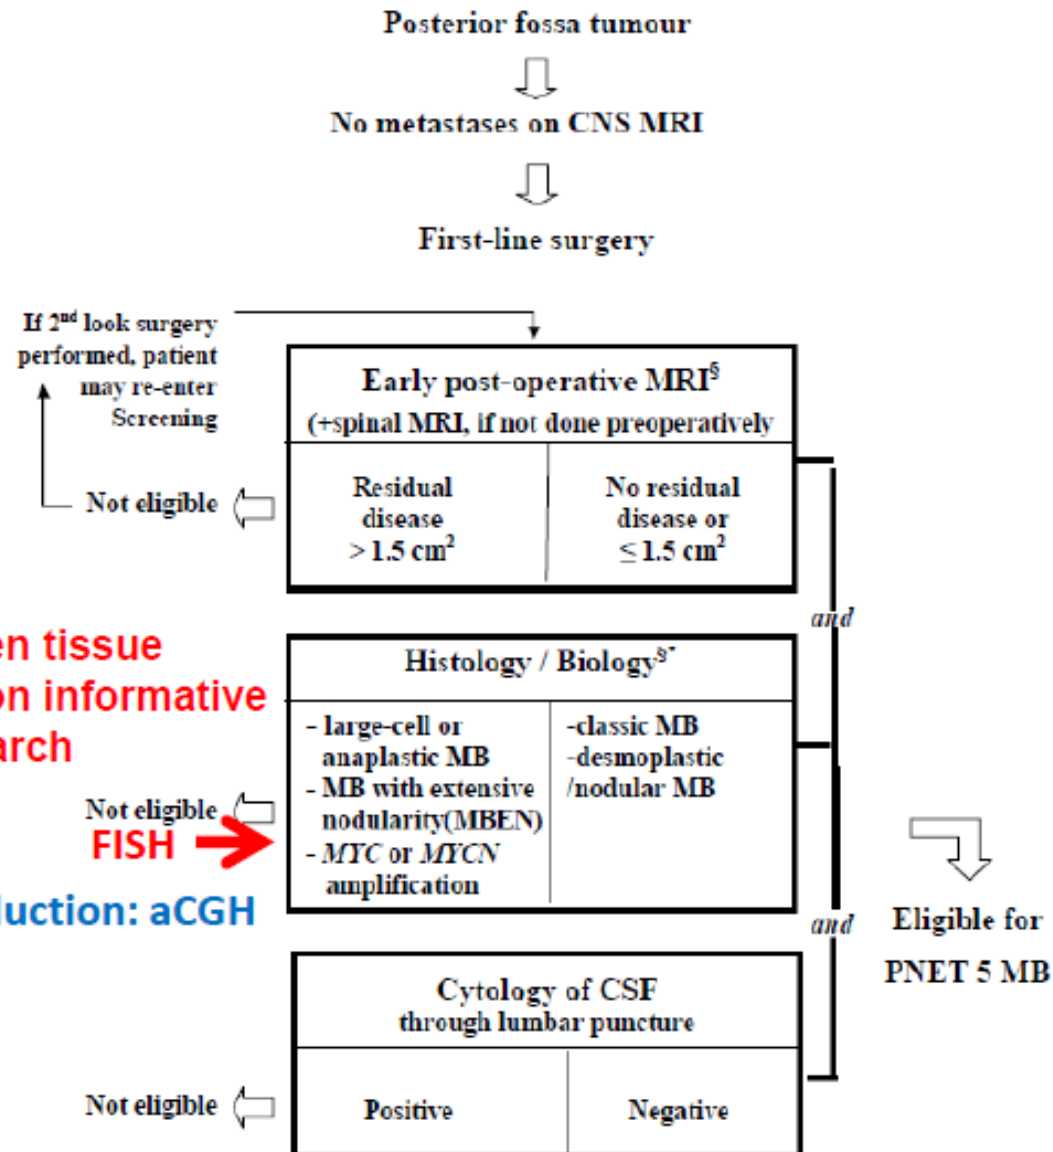 Posterior fossa tumour
No metastases on CNS MRI
First-line surgery
If 2nd look surgery
performed, patient
may re-enter
Screening
Early post-operative MRI§
(+spinal MRI, if not done preoperatively
Not eligible
Residual
disease
> 1.5 cm2
No residual
disease or
≤ 1.5 cm2
and
en tissue
on informative
arch
Histology / Biology§*
- large-cell or
anaplastic MB
- MB with extensive
nodularity(MBEN)
- MYC or MYCN
amplification
-classic MB
-desmoplastic
/nodular MB
Not eligible
FISH
luction: aCGH
and
Eligible for
PNET 5 MB
Cytology of CSF
through lumbar puncture
Not eligible
Positive
Negative